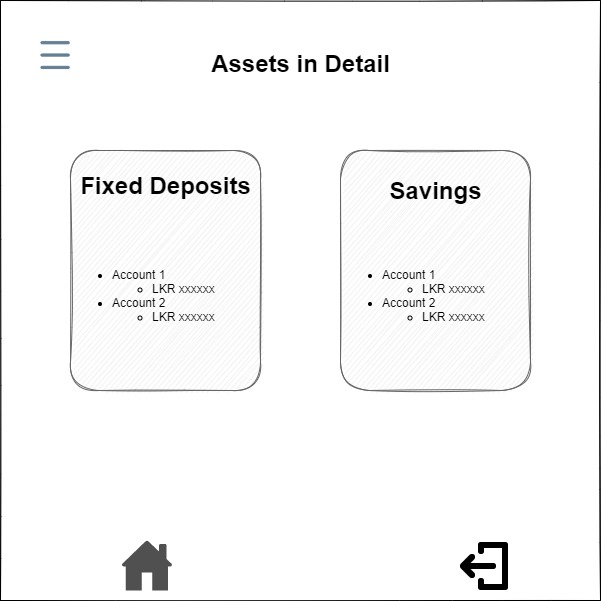 Assets in Detail
Fixed Deposits
Account 1
LKR xxxxxx
Account 2
LKR xxxxxx
Savings
Account 1
LKR xxxxxx
Account 2
LKR xxxxxx